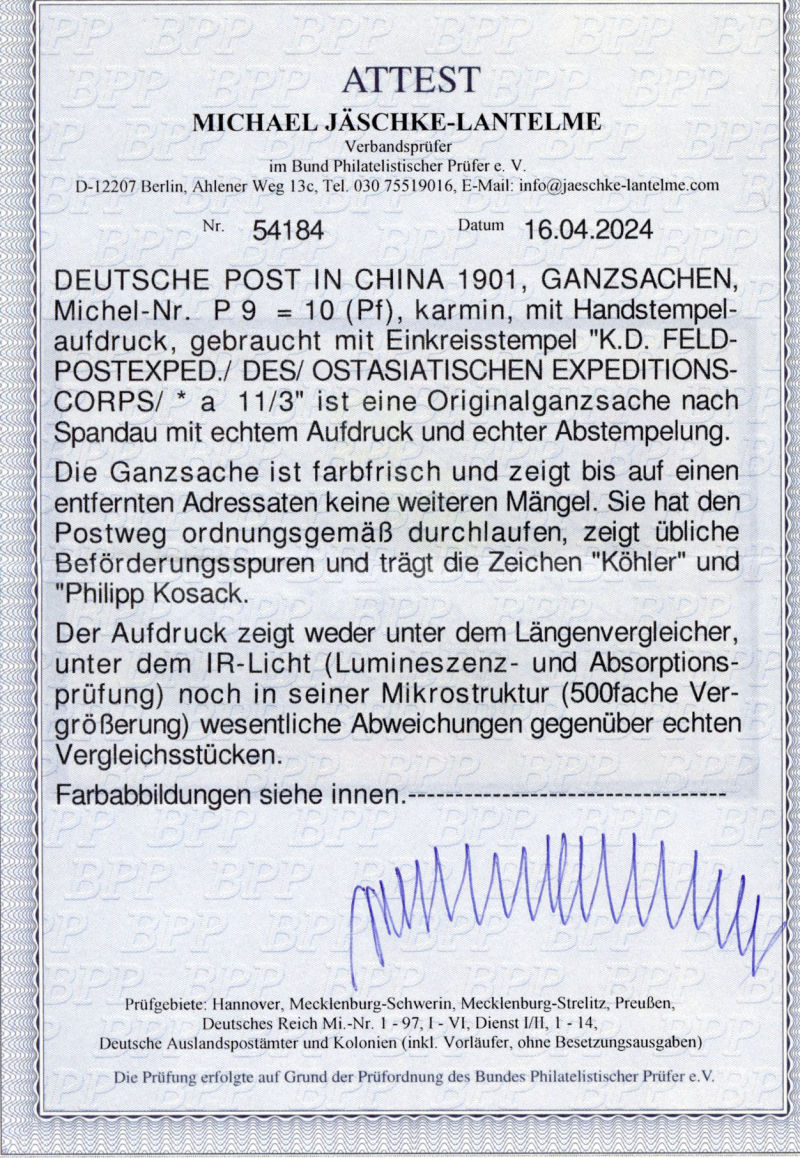 ATTEST
MICHAEL JÄSCHKE-LANTELME
Verbandsprüfer
im Bund Philatelistischer Prüfer e. V.
D-12207 Berlin, Ahlener Weg 13c, Tel. 030 75519016, E-Mail: info@jaeschke-lantelme.com
Nr. 54184 Datum 16.04.2024
DEUTSCHE POST IN CHINA 1901, GANZSACHEN,
Michel-Nr. P 9 = 10 (Pf), karmin, mit Handstempel-
aufdruck, gebraucht mit Einkreisstempel "K.D. FELD-
POSTEXPED./ DES/ OSTASIATISCHEN EXPEDITIONS-
CORPS/ * a 11/3" ist eine Originalganzsache nach
Spandau mit echtem Aufdruck und echter Abstempelung.
Die Ganzsache ist farbfrisch und zeigt bis auf einen
entfernten Adressaten keine weiteren Mängel. Sie hat den
Postweg ordnungsgemäß durchlaufen, zeigt übliche
Beförderungsspuren und trägt die Zeichen "Köhler" und
"Philipp Kosack.
Der Aufdruck zeigt weder unter dem Längenvergleicher,
unter dem IR-Licht (Lumineszenz- und Absorptions-
prüfung) noch in seiner Mikrostruktur (500fache Ver-
größerung) wesentliche Abweichungen gegenüber echten
Vergleichsstücken.
Farbabbildungen siehe innen.---------------------------------
Prüfgebiete: Hannover, Mecklenburg-Schwerin, Mecklenburg-Strelitz, Preußen,
Deutsches Reich Mi.-Nr. 1 - 97, I - VI, Dienst I/II, 1 - 14,
Deutsche Auslandspostämter und Kolonien (inkl. Vorläufer, ohne Besetzungsausgaben)
Die Prüfung erfolgte auf Grund der Prüfordnung des Bundes Philatelistischer Prüfer e.V.